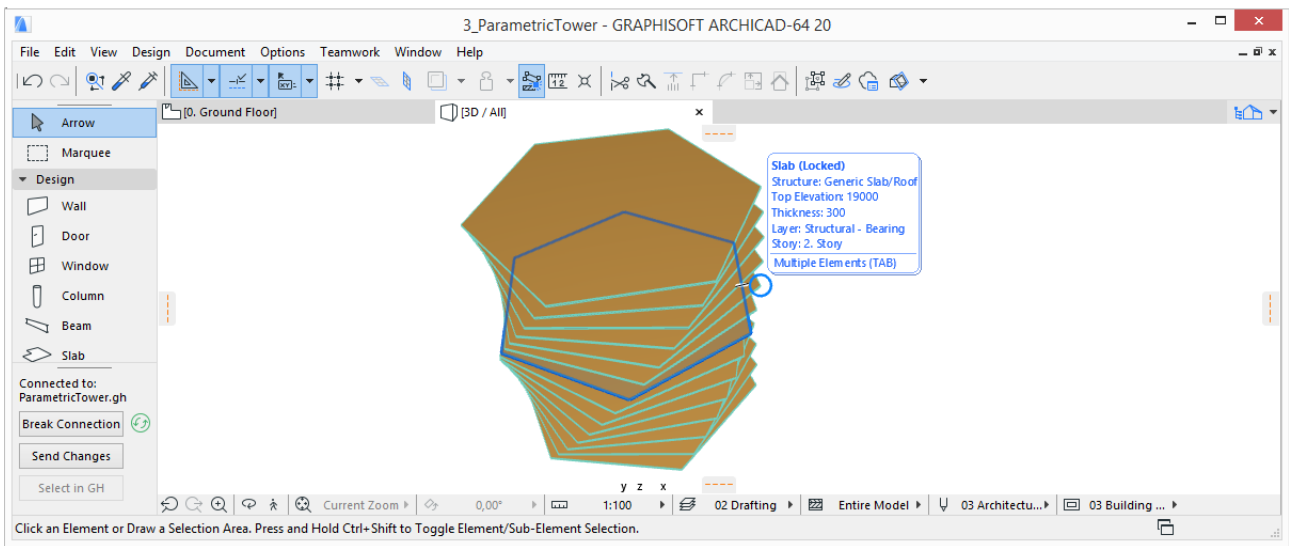 3_ParametricTower - GRAPHISOFT ARCHICAD-64 20
File Edit View Design Document Options Teamwork Window Help
[0. Ground Floor]
[3D / All]
Arrow
Marquee
Design
Wall
Door
Window
Column
Beam
Slab
Connected to:
ParametricTower.gh
Break Connection
Send Changes
Select in GH
Slab (Locked)
Structure: Generic Slab/Roof
Top Elevation: 19000
Thickness: 300
Layer: Structural - Bearing
Story: 2. Story
Multiple Elements (TAB)
y z x
Current Zoom 0,00° 1:100 02 Drafting Entire Model 03 Architectu... 03 Building ...
Click an Element or Draw a Selection Area. Press and Hold Ctrl+Shift to Toggle Element/Sub-Element Selection.